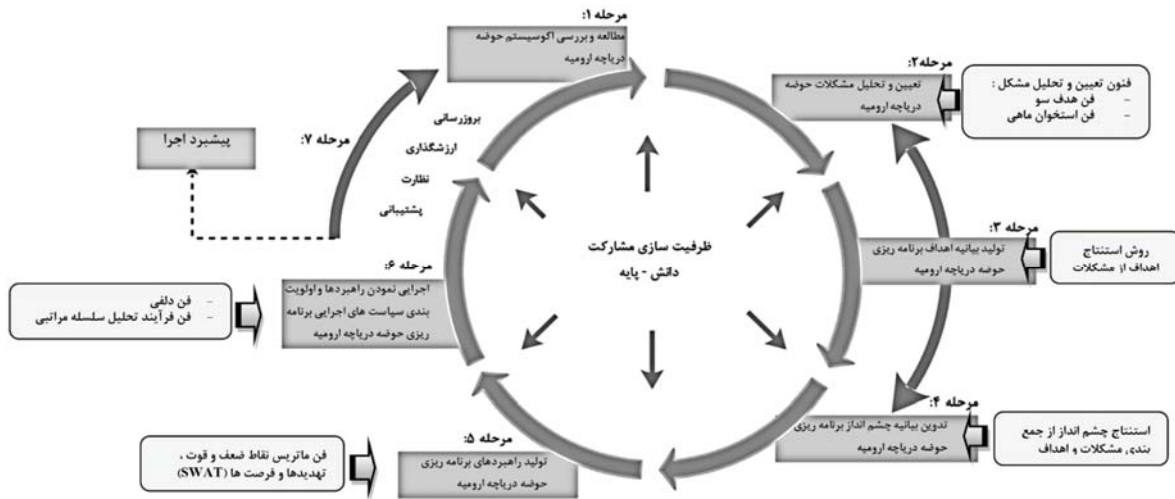 مرحله ۱:
مطالعه و بررسی اکوسیستم حوضه
دریاچه ارومیه
مرحله۲:
تعیین و تحلیل مشکلات حوضه
دریاچه ارومیه
فنون تعیین و تحلیل مشکل :
- فن هدف سو
- فن استخوان ماهی
مرحله ۳:
تولید بیانیه اهداف برنامه ریزی
حوضه دریاچه ارومیه
روش استنتاج
اهداف از مشکلات
مرحله ۴:
تدوین بیانیه چشم انداز برنامه ریزی
حوضه دریاچه ارومیه
استنتاج چشم انداز از جمع
بندی مشکلات و اهداف
مرحله ۵:
تولید راهبردهای برنامه ریزی
حوضه دریاچه ارومیه
فن ماتریس نقاط ضعف و قوت ،
تهدیدها و فرصت ها (SWAT)
مرحله ۶:
اجرایی نمودن راهبردها و اولویت
بندی سیاست های اجرایی برنامه
ریزی حوضه دریاچه ارومیه
- فن دلفی
- فن فرآیند تحلیل سلسله مراتبی
مرحله ۷:
پیشبرد اجرا
بروزرسانی
ارزشگذاری
نظارت
پشتیبانی
ظرفیت سازی مشارکت
دانش - پایه